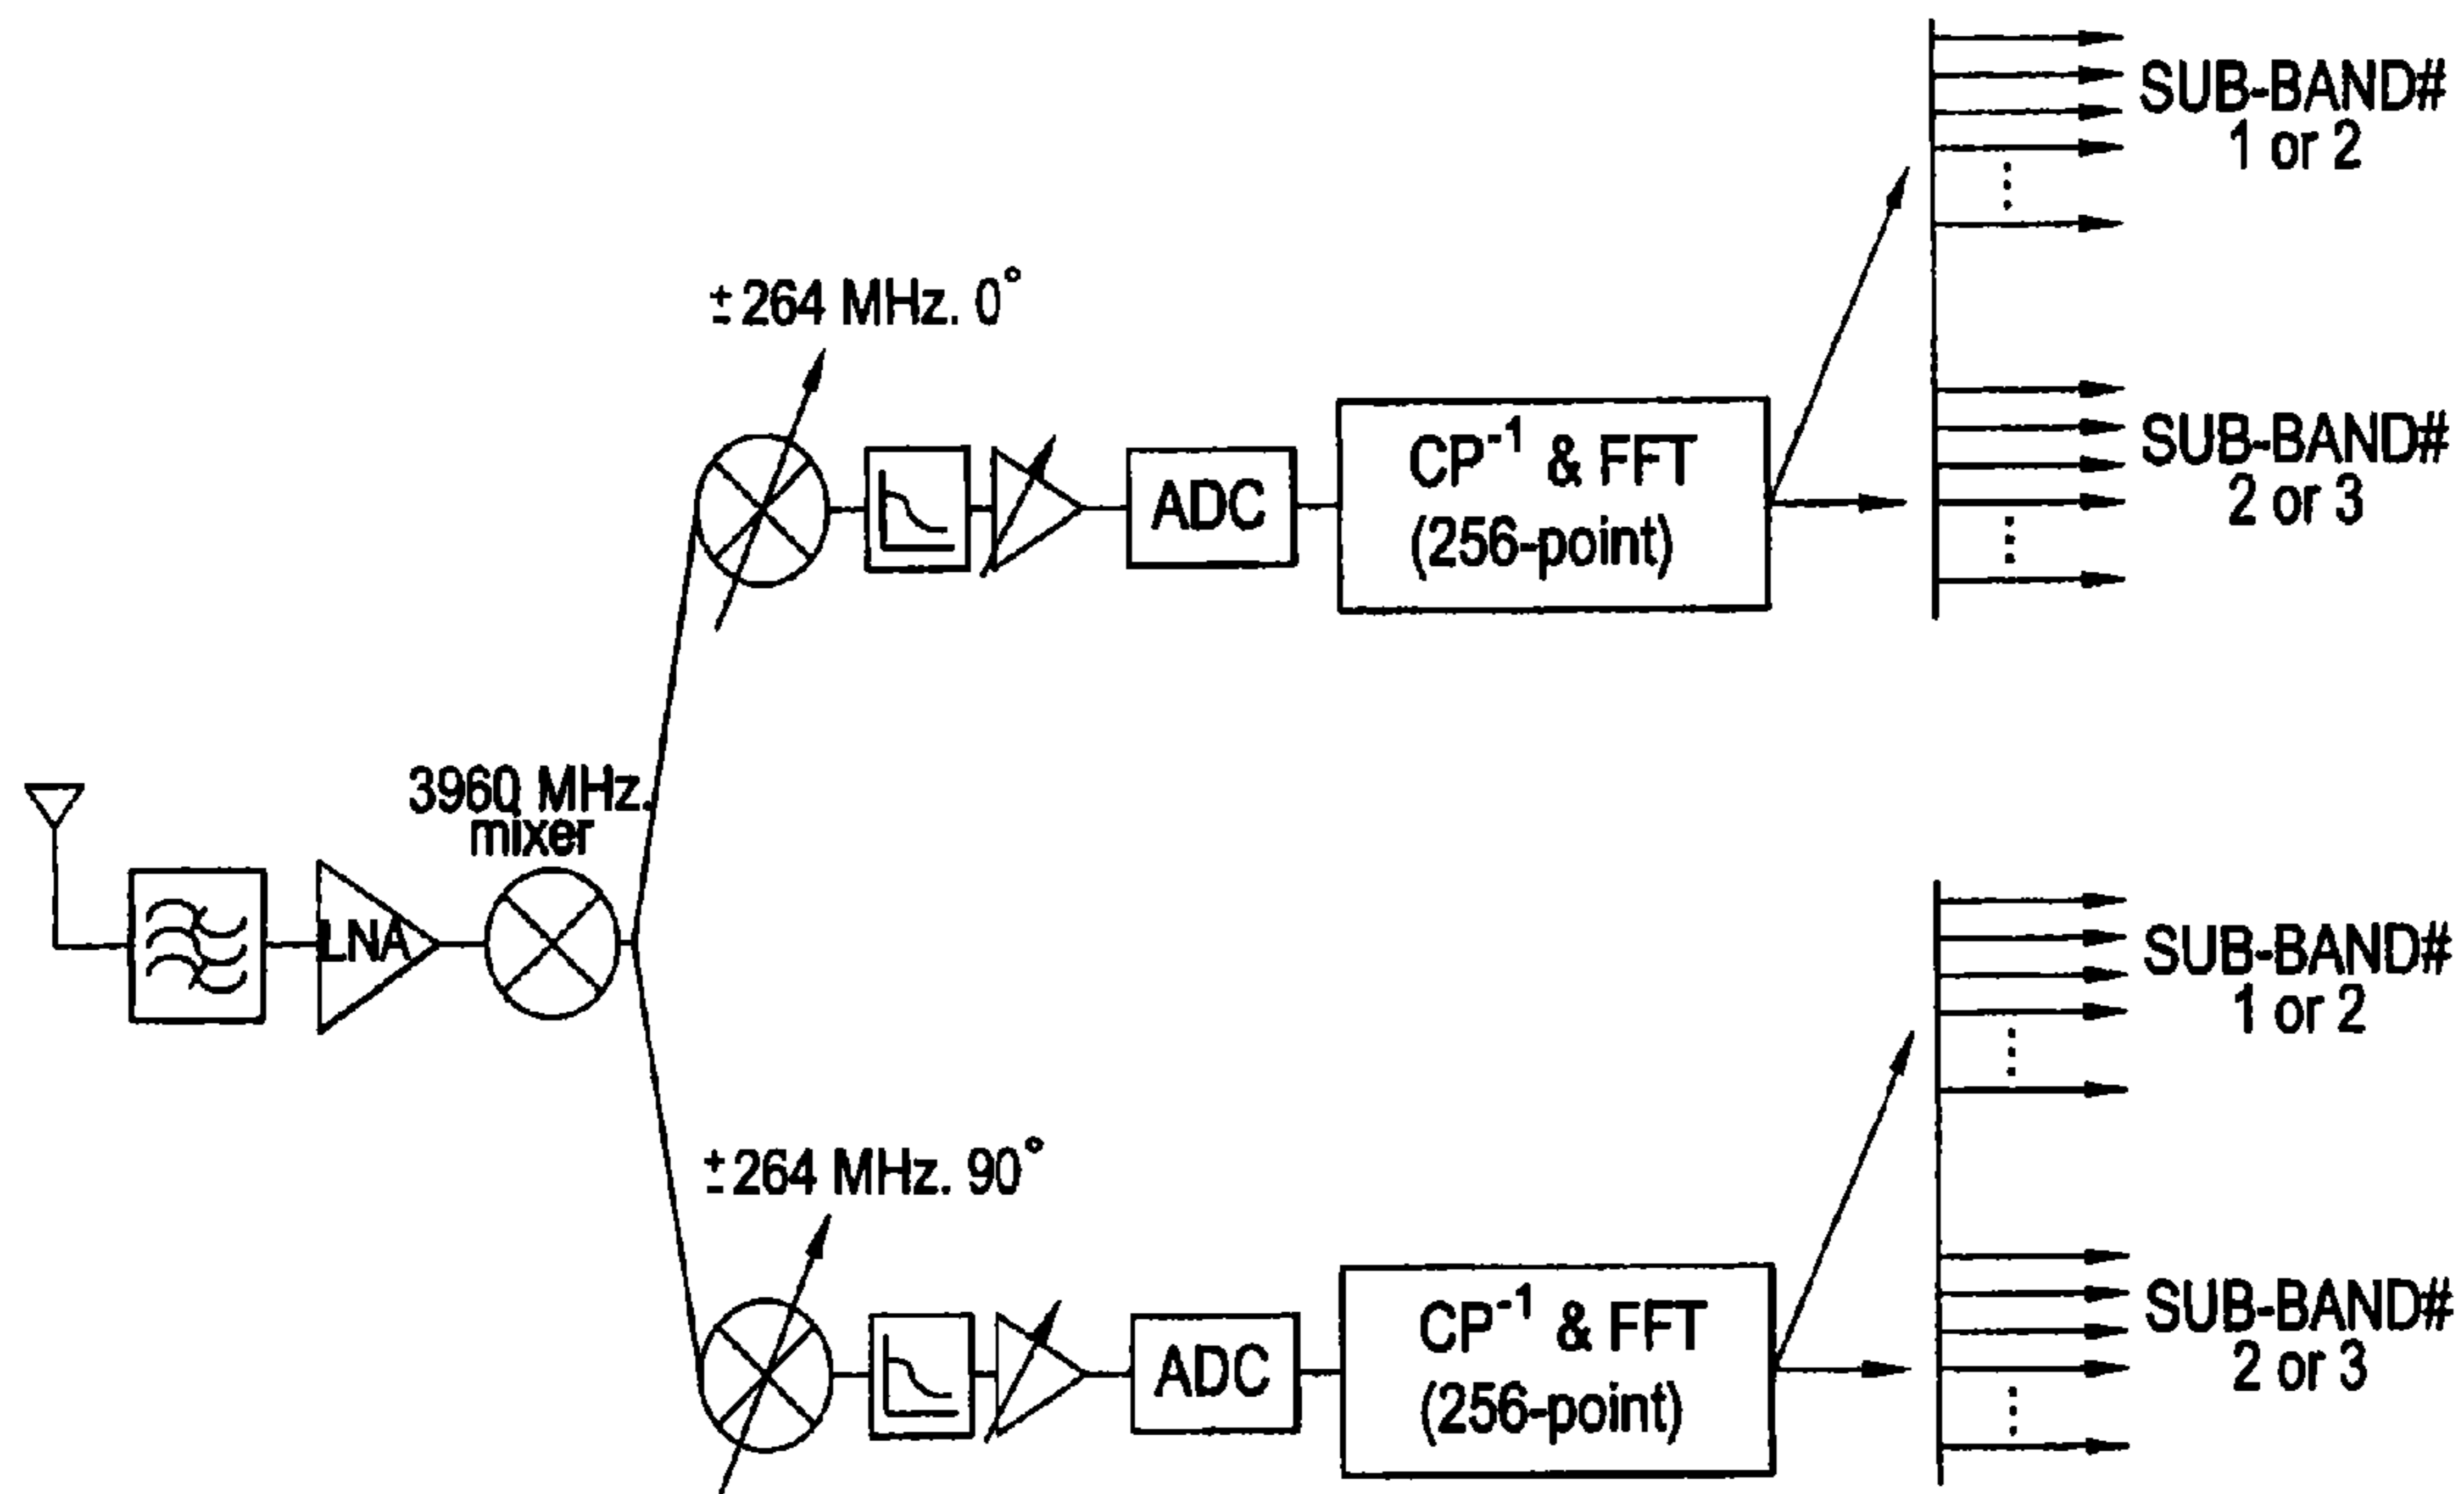 SUB-BAND#
1 or 2
±264 MHz. 0°
SUB-BAND#
2 or 3
CP⁻¹ & FFT
(256-point)
ADC
3960 MHz.
mixer
LNA
SUB-BAND#
1 or 2
±264 MHz. 90°
SUB-BAND#
2 or 3
CP⁻¹ & FFT
(256-point)
ADC